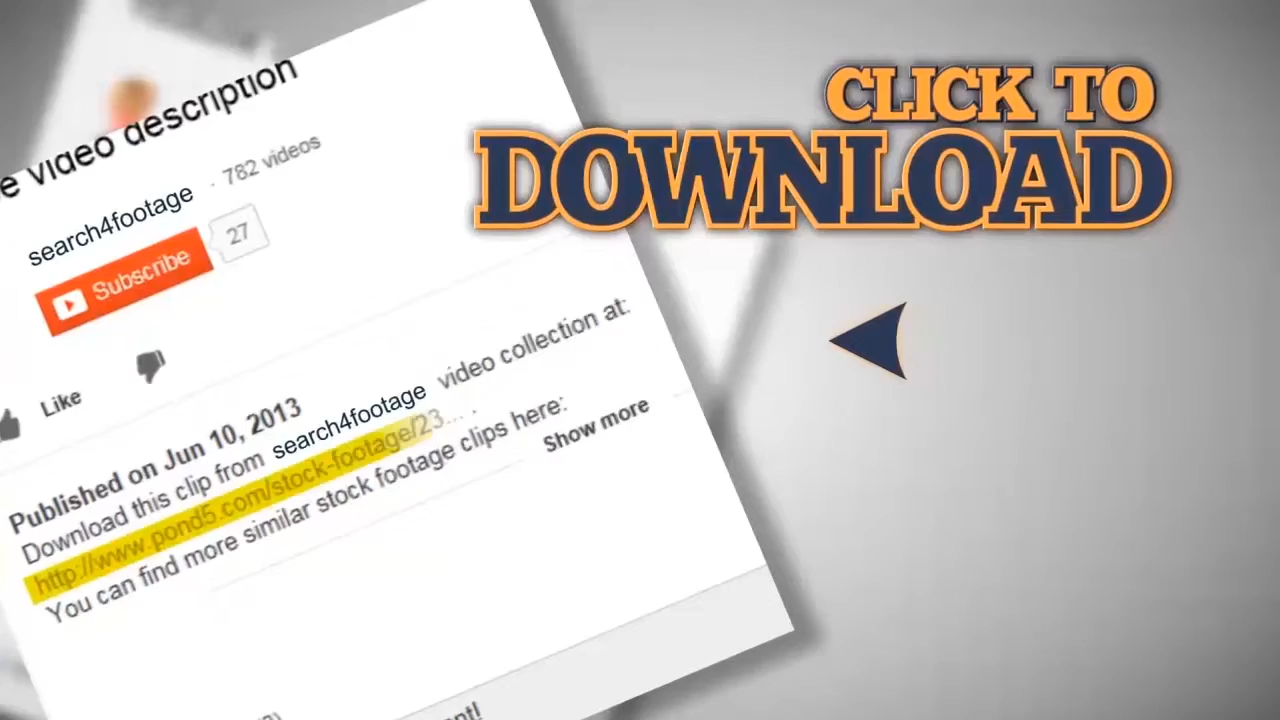 CLICK TO
DOWNLOAD
e video description
search4footage · 782 videos
Subscribe 27
Like
Published on Jun 10, 2013
Download this clip from search4footage video collection at:
http://www.pond5.com/stock-footage/23... .
You can find more similar stock footage clips here:
Show more